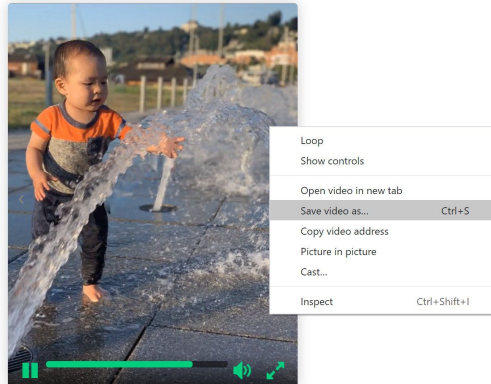 Loop
Show controls
Open video in new tab
Save video as... Ctrl+S
Copy video address
Picture in picture
Cast...
Inspect Ctrl+Shift+I